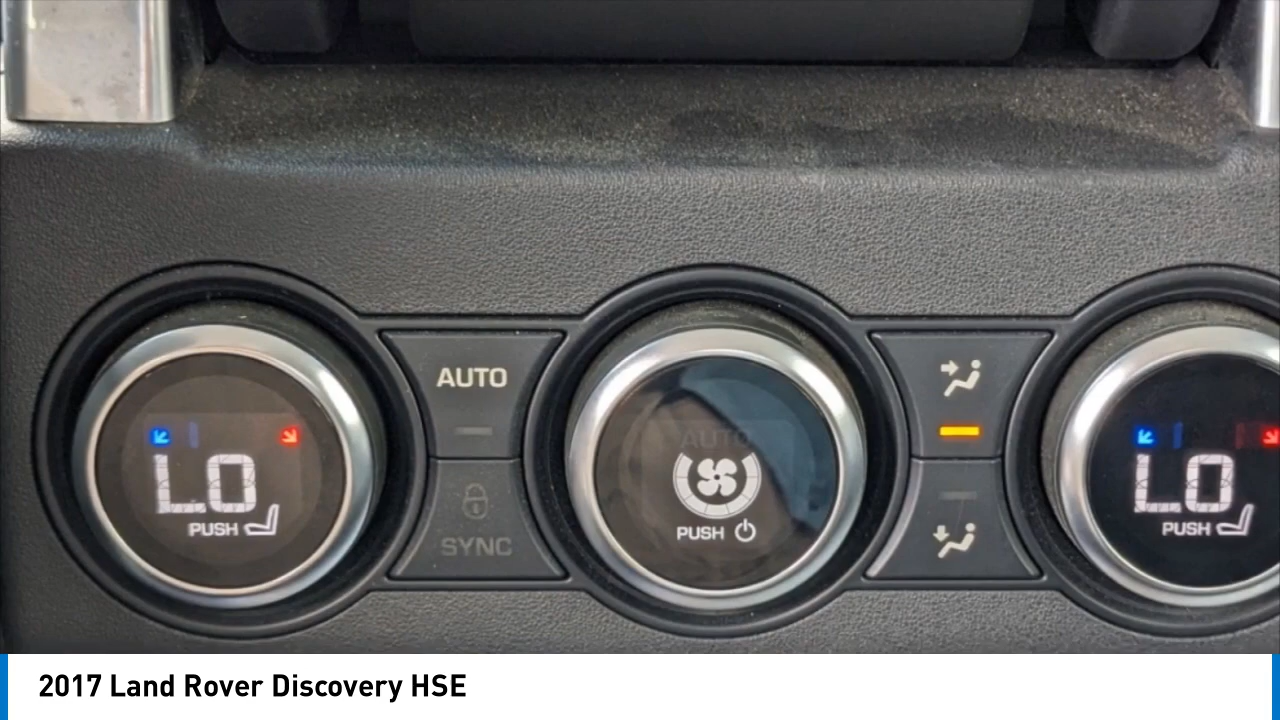 AUTO
AUTO
LO
PUSH
PUSH
LO
PUSH
SYNC
2017 Land Rover Discovery HSE